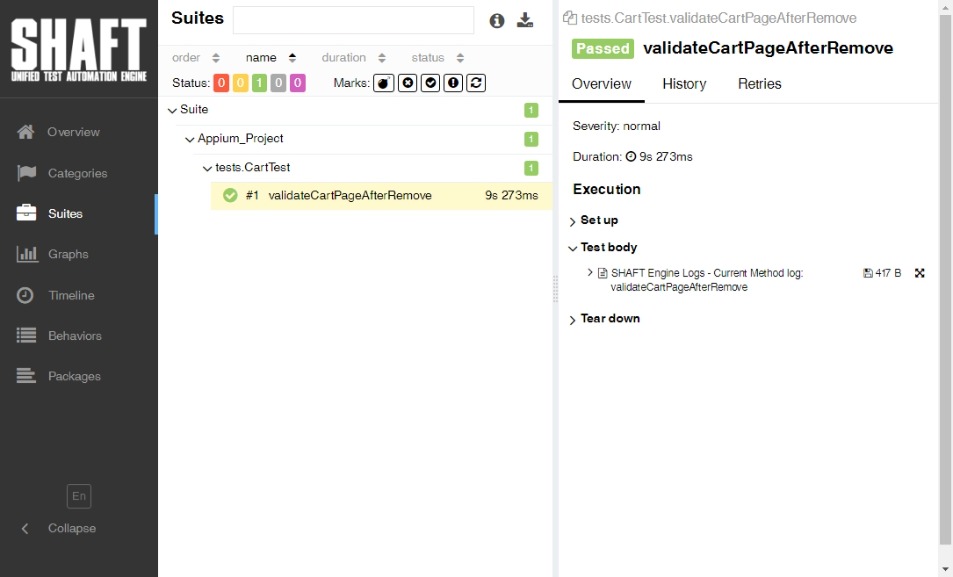 SHAFT
UNIFIED TEST AUTOMATION ENGINE
Overview
Categories
Suites
Graphs
Timeline
Behaviors
Packages
En
Collapse
Suites
order name duration status
Status: 0 0 1 0 0 Marks:
Suite 1
Appium_Project 1
tests.CartTest 1
#1 validateCartPageAfterRemove 9s 273ms
tests.CartTest.validateCartPageAfterRemove
Passed validateCartPageAfterRemove
Overview History Retries
Severity: normal
Duration: 9s 273ms
Execution
Set up
Test body
SHAFT Engine Logs - Current Method log: 417 B
validateCartPageAfterRemove
Tear down